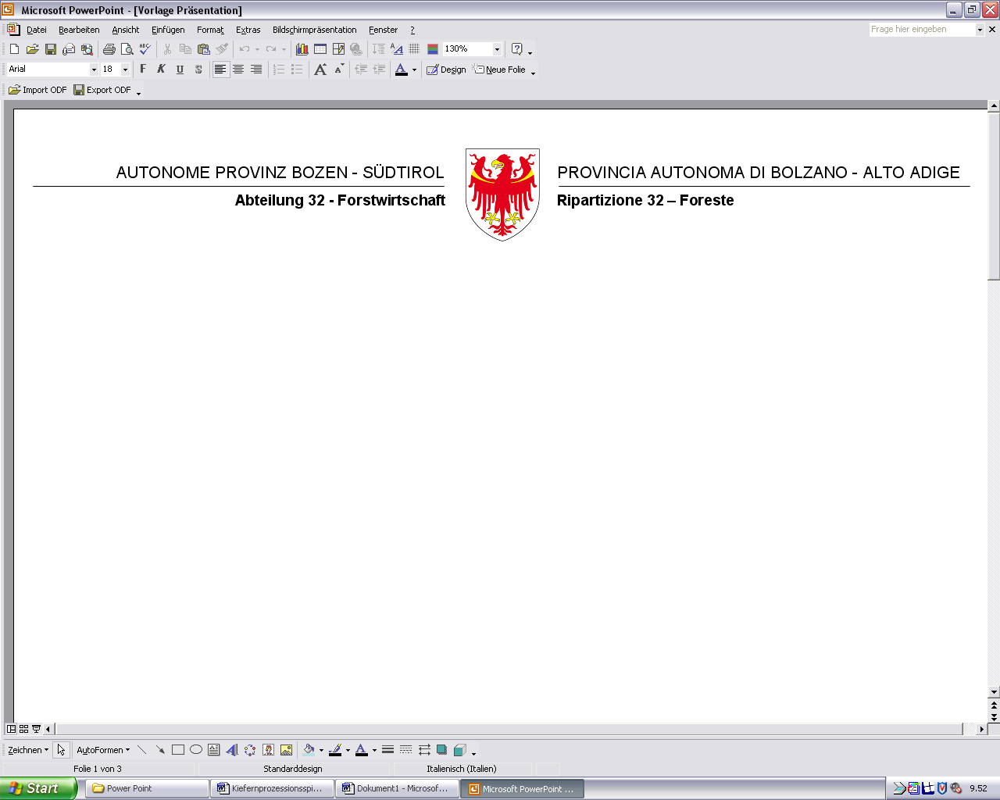 Microsoft PowerPoint - [Vorlage Präsentation]
Datei Bearbeiten Ansicht Einfügen Format Extras Bildschirmpräsentation Fenster ? Frage hier eingeben
130%
Arial 18 F K U S Design Neue Folie
Import ODF Export ODF
AUTONOME PROVINZ BOZEN - SÜDTIROL
Abteilung 32 - Forstwirtschaft
PROVINCIA AUTONOMA DI BOLZANO - ALTO ADIGE
Ripartizione 32 – Foreste
Zeichnen AutoFormen
Folie 1 von 3 Standarddesign Italienisch (Italien)
Start Power Point Kiefernprozessionsspi... Dokument1 - Microsof... Microsoft PowerPoint ... 9.52